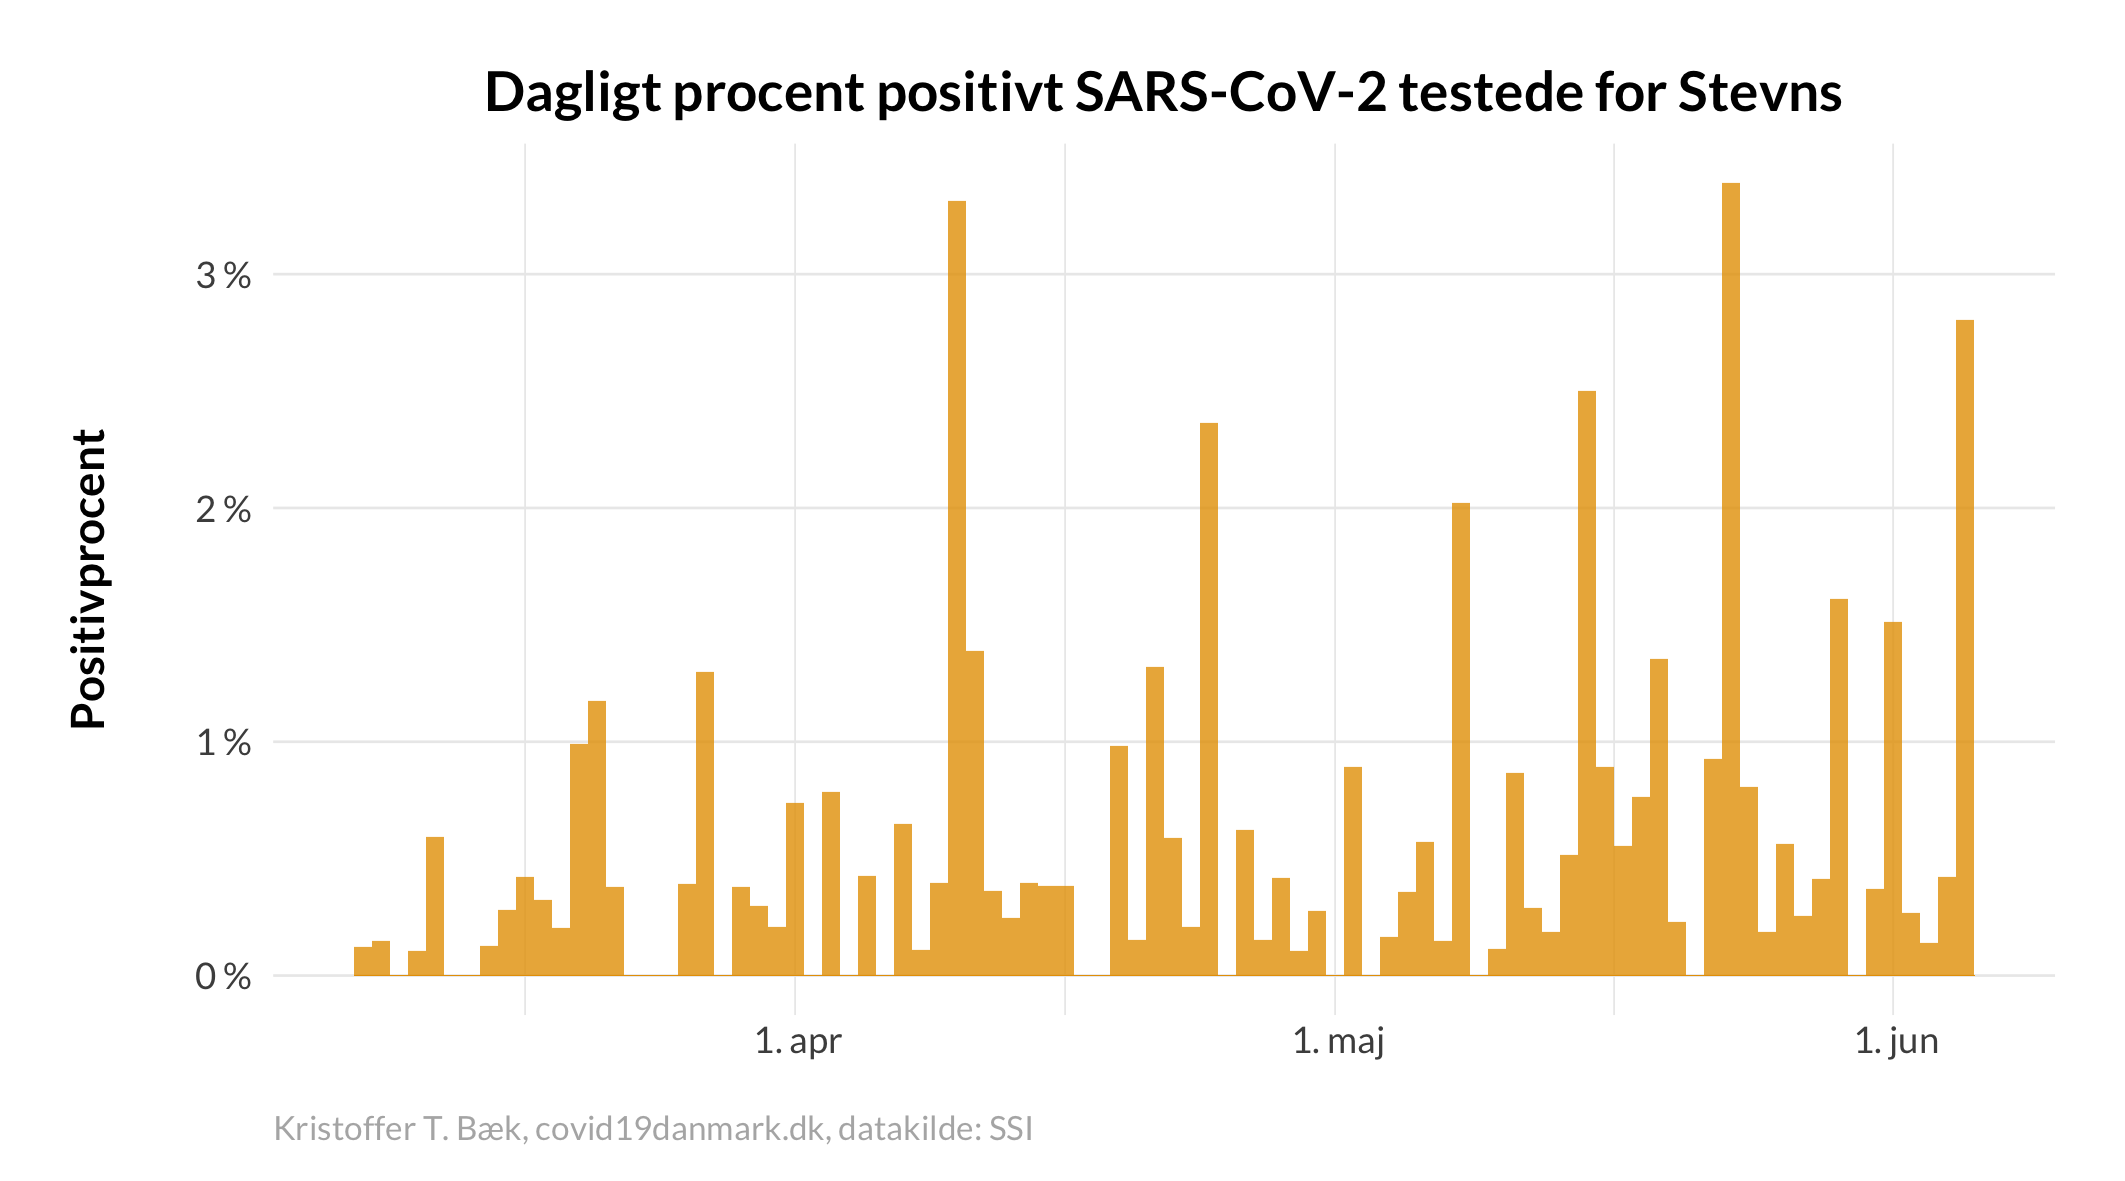 Dagligt procent positivt SARS-CoV-2 testede for Stevns
Positivprocent
3 %
2 %
1 %
0 %
1. apr
1. maj
1. jun
Kristoffer T. Bæk, covid19danmark.dk, datakilde: SSI